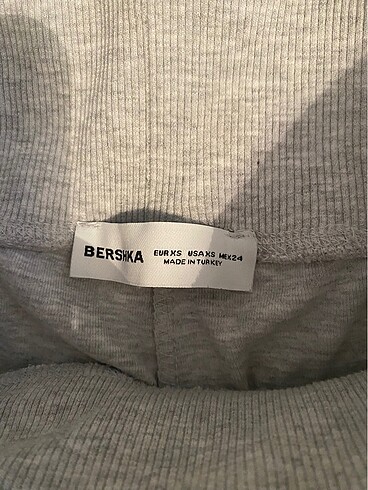 BERSHKA
EUR XS USA XS MEX 24
MADE IN TURKEY